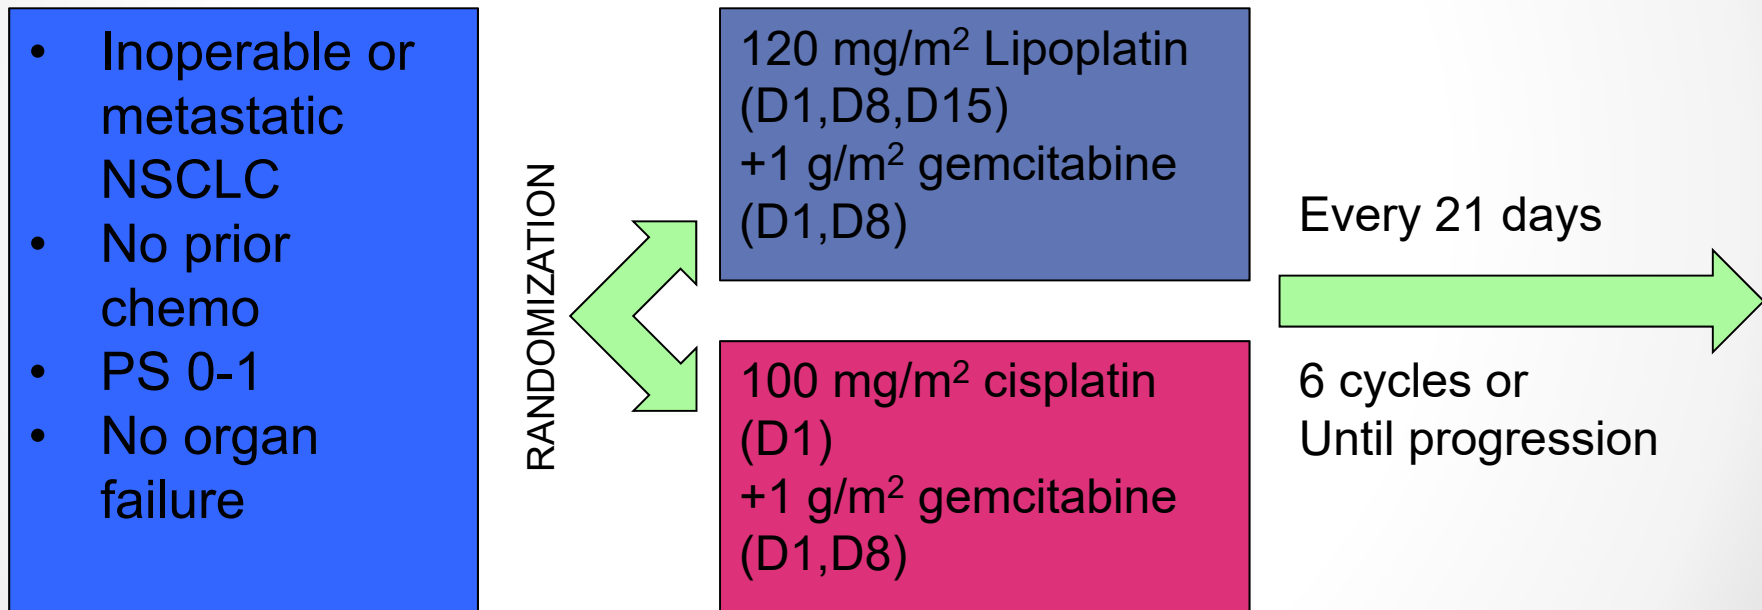 • Inoperable or
metastatic
NSCLC
• No prior
chemo
• PS 0-1
• No organ
failure
RANDOMIZATION
120 mg/m² Lipoplatin
(D1,D8,D15)
+1 g/m² gemcitabine
(D1,D8)
100 mg/m² cisplatin
(D1)
+1 g/m² gemcitabine
(D1,D8)
Every 21 days
6 cycles or
Until progression